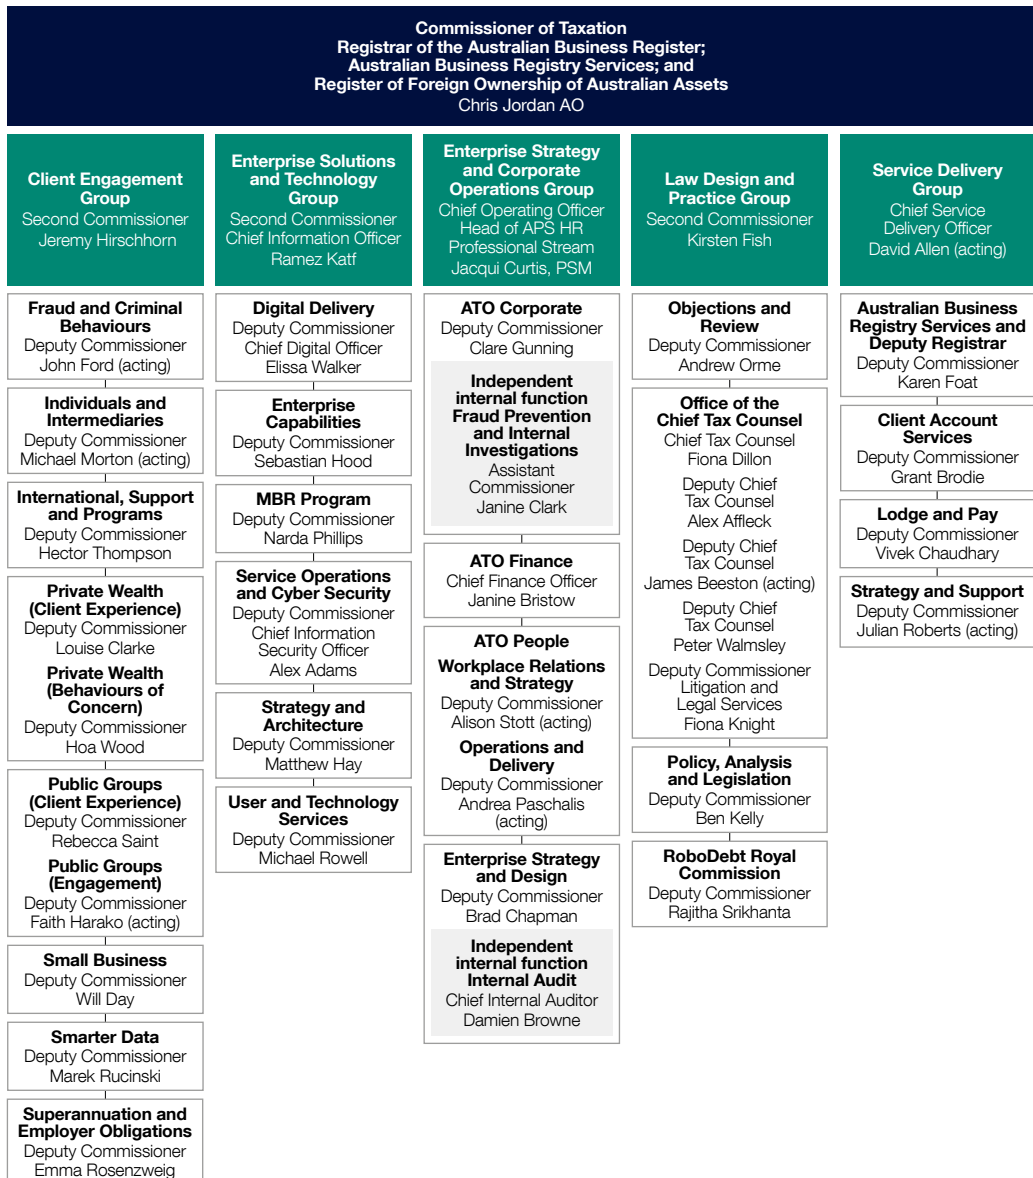 Commissioner of Taxation
Registrar of the Australian Business Register;
Australian Business Registry Services; and
Register of Foreign Ownership of Australian Assets
Chris Jordan AO
Client Engagement
Group
Second Commissioner
Jeremy Hirschhorn
Fraud and Criminal
Behaviours
Deputy Commissioner
John Ford (acting)
Individuals and
Intermediaries
Deputy Commissioner
Michael Morton (acting)
International, Support
and Programs
Deputy Commissioner
Hector Thompson
Private Wealth
(Client Experience)
Deputy Commissioner
Louise Clarke
Private Wealth
(Behaviours of
Concern)
Deputy Commissioner
Hoa Wood
Public Groups
(Client Experience)
Deputy Commissioner
Rebecca Saint
Public Groups
(Engagement)
Deputy Commissioner
Faith Harako (acting)
Small Business
Deputy Commissioner
Will Day
Smarter Data
Deputy Commissioner
Marek Rucinski
Superannuation and
Employer Obligations
Deputy Commissioner
Emma Rosenzweig
Enterprise Solutions
and Technology
Group
Second Commissioner
Chief Information Officer
Ramez Katf
Digital Delivery
Deputy Commissioner
Chief Digital Officer
Elissa Walker
Enterprise
Capabilities
Deputy Commissioner
Sebastian Hood
MBR Program
Deputy Commissioner
Narda Phillips
Service Operations
and Cyber Security
Deputy Commissioner
Chief Information
Security Officer
Alex Adams
Strategy and
Architecture
Deputy Commissioner
Matthew Hay
User and Technology
Services
Deputy Commissioner
Michael Rowell
Enterprise Strategy
and Corporate
Operations Group
Chief Operating Officer
Head of APS HR
Professional Stream
Jacqui Curtis, PSM
ATO Corporate
Deputy Commissioner
Clare Gunning
Independent
internal function
Fraud Prevention
and Internal
Investigations
Assistant
Commissioner
Janine Clark
ATO Finance
Chief Finance Officer
Janine Bristow
ATO People
Workplace Relations
and Strategy
Deputy Commissioner
Alison Stott (acting)
Operations and
Delivery
Deputy Commissioner
Andrea Paschalis
(acting)
Enterprise Strategy
and Design
Deputy Commissioner
Brad Chapman
Independent
internal function
Internal Audit
Chief Internal Auditor
Damien Browne
Law Design and
Practice Group
Second Commissioner
Kirsten Fish
Objections and
Review
Deputy Commissioner
Andrew Orme
Office of the
Chief Tax Counsel
Chief Tax Counsel
Fiona Dillon
Deputy Chief
Tax Counsel
Alex Affleck
Deputy Chief
Tax Counsel
James Beeston (acting)
Deputy Chief
Tax Counsel
Peter Walmsley
Deputy Commissioner
Litigation and
Legal Services
Fiona Knight
Policy, Analysis
and Legislation
Deputy Commissioner
Ben Kelly
RoboDebt Royal
Commission
Deputy Commissioner
Rajitha Srikhanta
Service Delivery
Group
Chief Service
Delivery Officer
David Allen (acting)
Australian Business
Registry Services and
Deputy Registrar
Deputy Commissioner
Karen Foat
Client Account
Services
Deputy Commissioner
Grant Brodie
Lodge and Pay
Deputy Commissioner
Vivek Chaudhary
Strategy and Support
Deputy Commissioner
Julian Roberts (acting)